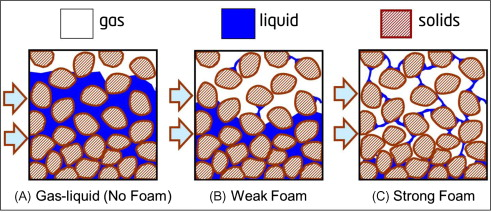 gas liquid solids
(A) Gas-liquid (No Foam) (B) Weak Foam (C) Strong Foam